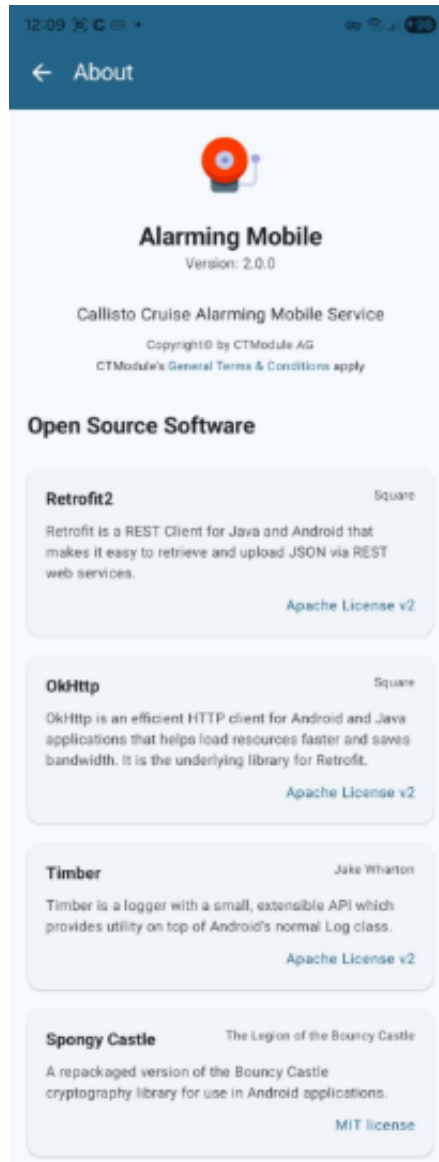 12:09
About
Alarming Mobile
Version: 2.0.0
Callisto Cruise Alarming Mobile Service
Copyright© by CTModule AG
CTModule's General Terms & Conditions apply
Open Source Software
Retrofit2
Square
Retrofit is a REST Client for Java and Android that
makes it easy to retrieve and upload JSON via REST
web services.
Apache License v2
OkHttp
Square
OkHttp is an efficient HTTP client for Android and Java
applications that helps load resources faster and saves
bandwidth. It is the underlying library for Retrofit.
Apache License v2
Timber
Jake Wharton
Timber is a logger with a small, extensible API which
provides utility on top of Android's normal Log class.
Apache License v2
Spongy Castle
The Legion of the Bouncy Castle
A repackaged version of the Bouncy Castle
cryptography library for use in Android applications.
MIT license